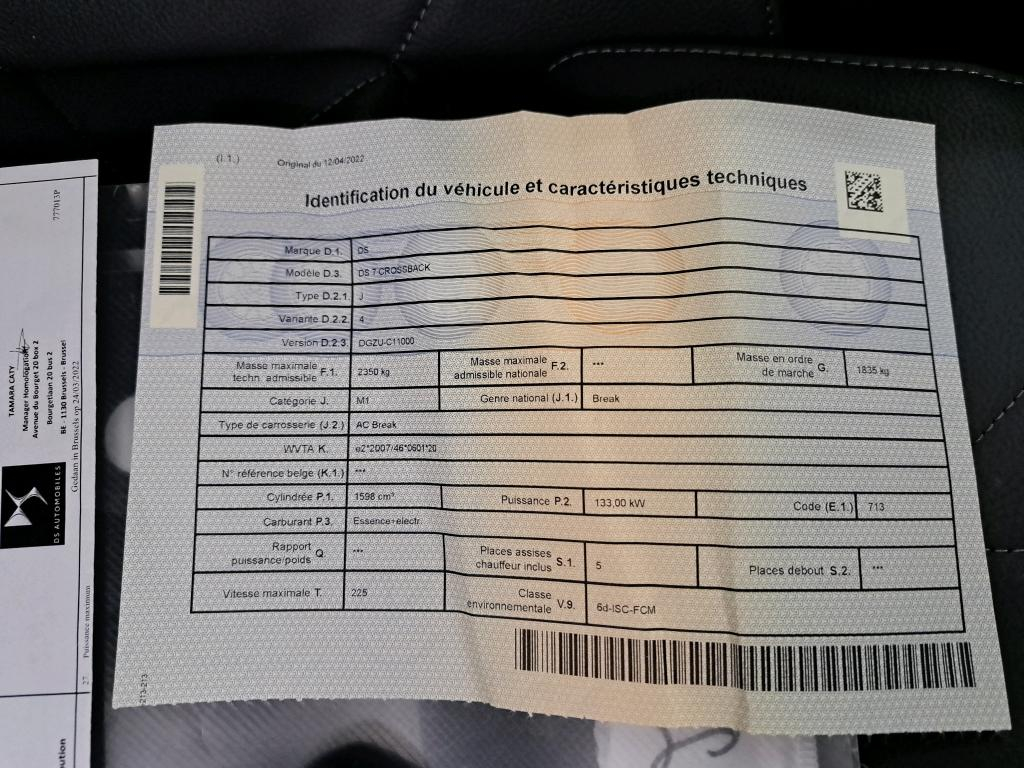 (I.1.) Original du 12/04/2022
Identification du véhicule et caractéristiques techniques
Marque D.1. DS
Modèle D.3. DS 7 CROSSBACK
Type D.2.1. J
Variante D.2.2. 4
Version D.2.3. DGZU-C11000
Masse maximale techn. admissible F.1. 2350 kg Masse maximale admissible nationale F.2. *** Masse en ordre de marche G. 1835 kg
Catégorie J. M1 Genre national (J.1.) Break
Type de carrosserie (J.2.) AC Break
WVTA K. e2*2007/46*0601*20
N° référence belge (K.1.) ***
Cylindrée P.1. 1598 cm³ Puissance P.2. 133,00 kW Code (E.1.) 713
Carburant P.3. Essence+electr.
Rapport puissance/poids Q. *** Places assises chauffeur inclus S.1. 5 Places debout S.2. ***
Vitesse maximale T. 225 Classe environnementale V.9. 6d-ISC-FCM
213-213
777013P
TAMARA CATY
Manager Homologation
Avenue du Bourget 20 box 2
Bourgetlaan 20 bus 2
BE - 1130 Brussels - Brussel
Gedaan in Brussels op 24/03/2022
DS AUTOMOBILES
27 Puissance maximum